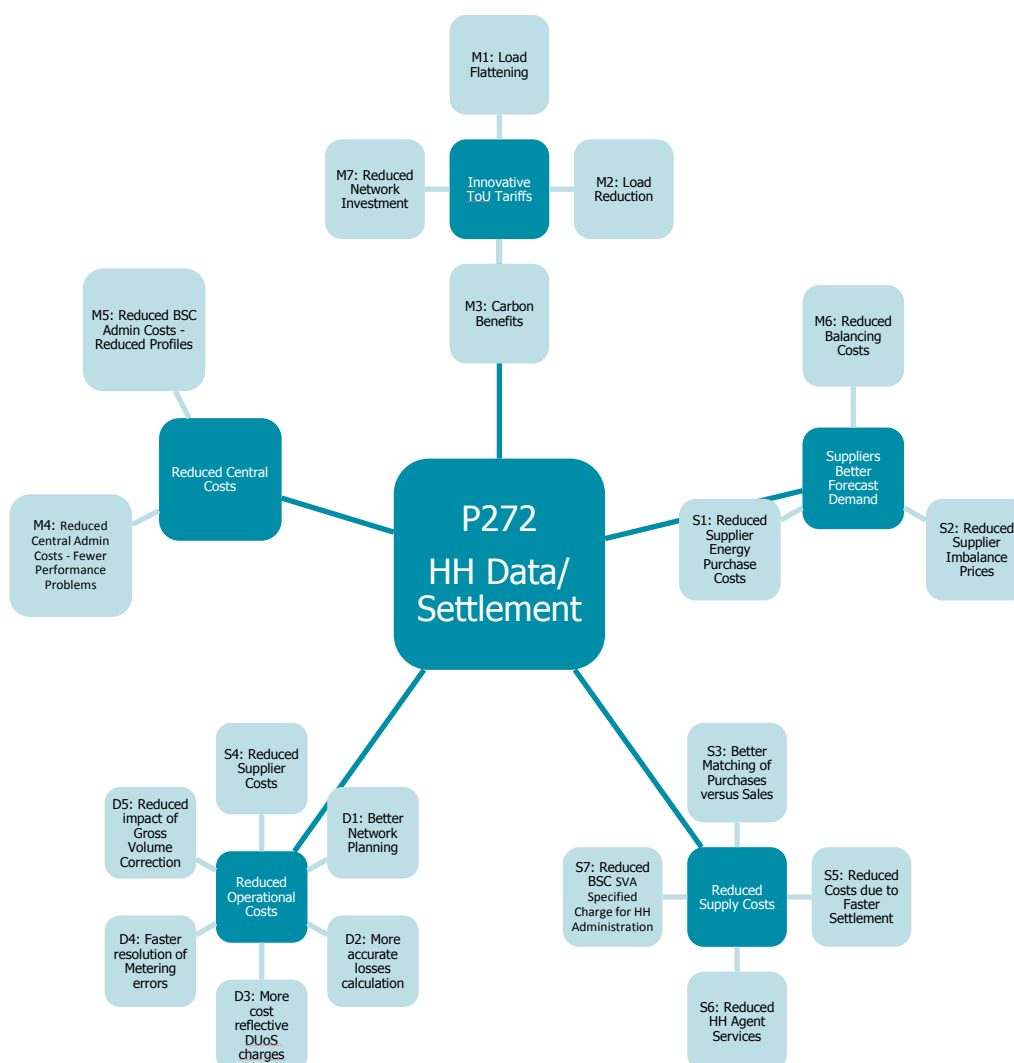 M1: Load
Flattening
M7: Reduced
Network
Investment
Innovative
ToU Tariffs
M2: Load
Reduction
M3: Carbon
Benefits
M5: Reduced BSC
Admin Costs -
Reduced Profiles
M6: Reduced
Balancing
Costs
Reduced Central
Costs
Suppliers
Better
Forecast
Demand
M4: Reduced
Central Admin
Costs - Fewer
Performance
Problems
P272
HH Data/
Settlement
S1: Reduced
Supplier
Energy
Purchase
Costs
S2: Reduced
Supplier
Imbalance
Prices
S4: Reduced
Supplier
Costs
D5: Reduced
impact of
Gross
Volume
Correction
D1: Better
Network
Planning
Reduced
Operational
Costs
D4: Faster
resolution of
Metering
errors
D2: More
accurate
losses
calculation
D3: More
cost
reflective
DUoS
charges
S3: Better
Matching of
Purchases
versus Sales
S7: Reduced
BSC SVA
Specified
Charge for HH
Administration
Reduced
Supply Costs
S5: Reduced
Costs due to
Faster
Settlement
S6: Reduced
HH Agent
Services